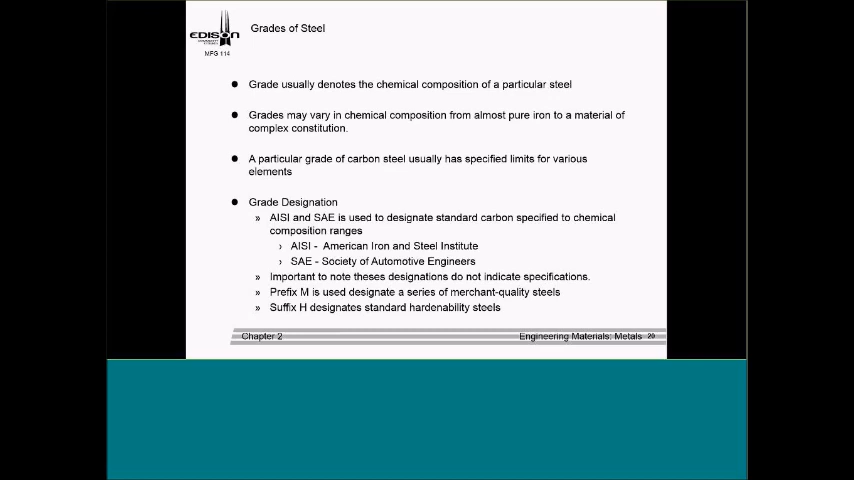 Grades of Steel
EDISON
MFG 114
● Grade usually denotes the chemical composition of a particular steel
● Grades may vary in chemical composition from almost pure iron to a material of
complex constitution.
● A particular grade of carbon steel usually has specified limits for various
elements
● Grade Designation
» AISI and SAE is used to designate standard carbon specified to chemical
composition ranges
› AISI - American Iron and Steel Institute
› SAE - Society of Automotive Engineers
» Important to note theses designations do not indicate specifications.
» Prefix M is used designate a series of merchant-quality steels
» Suffix H designates standard hardenability steels
Chapter 2
Engineering Materials: Metals 20